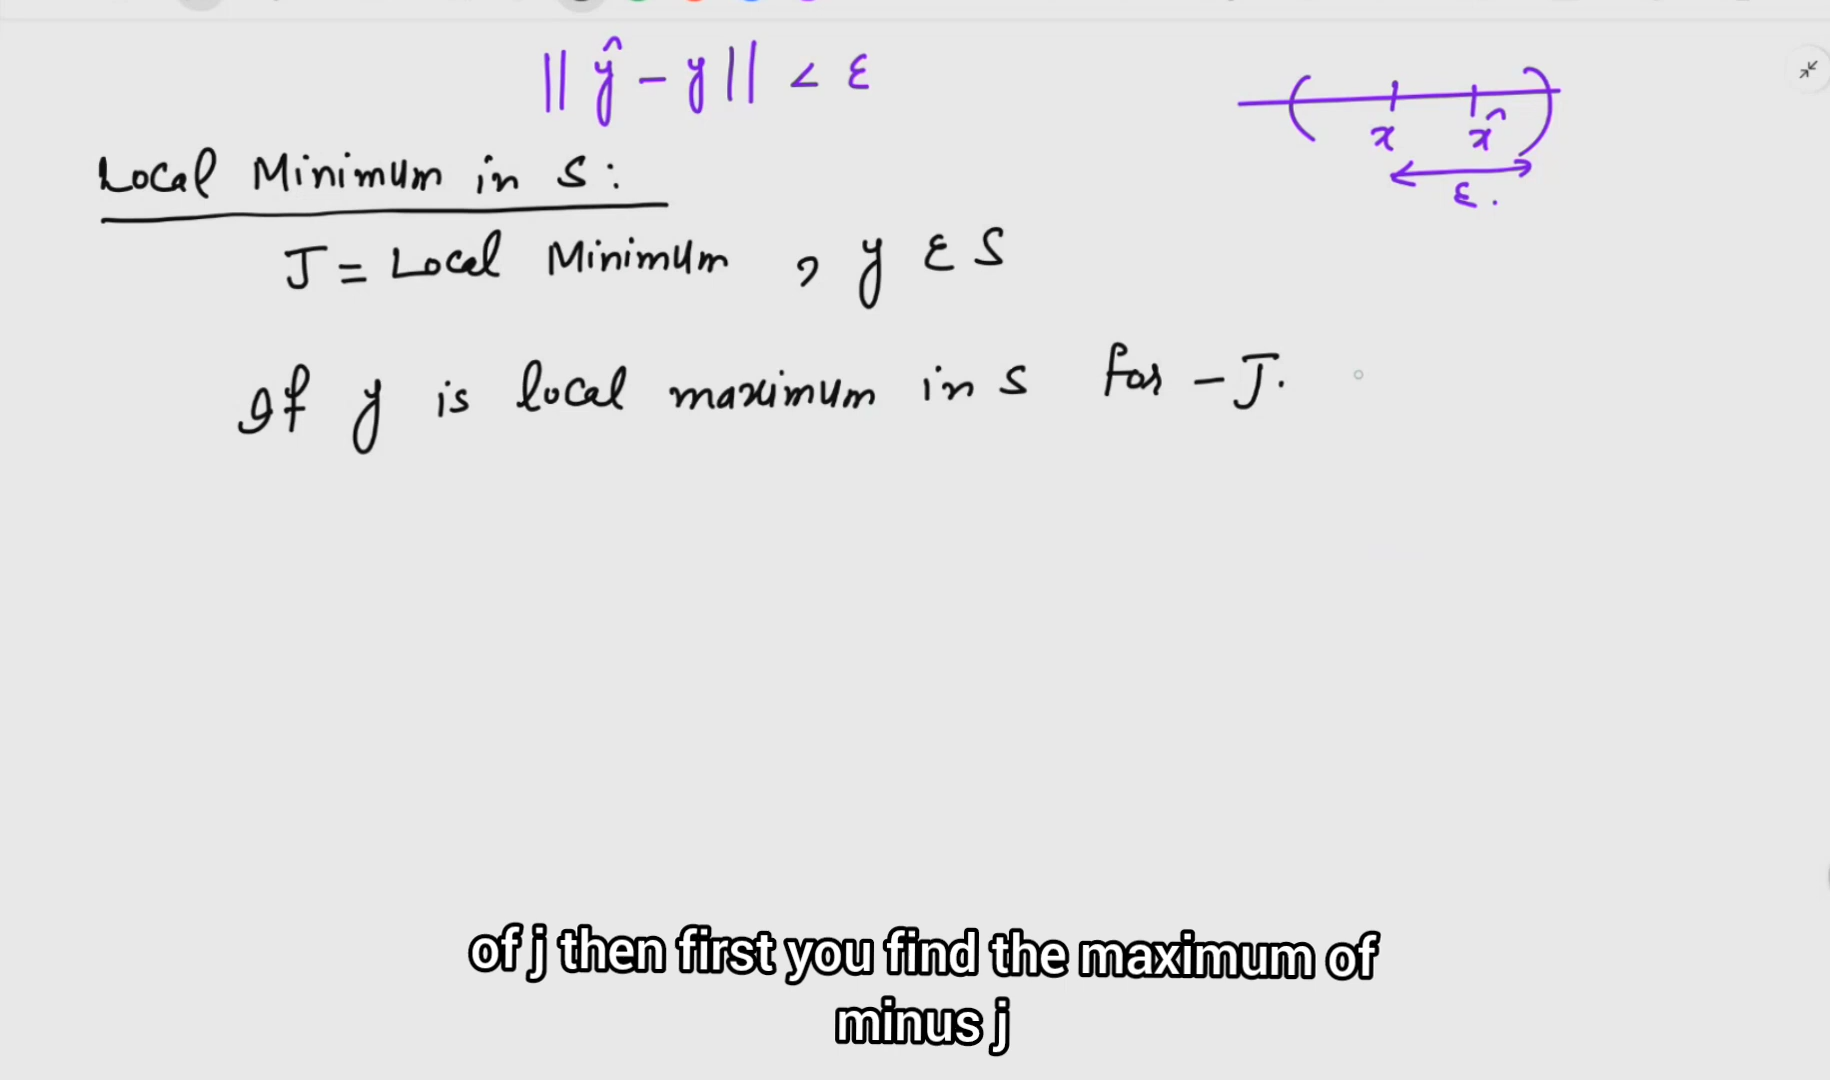 ‖ŷ - y‖ < ε
x x̂
ε.
Local Minimum in S:
J = Local Minimum , y ε S
If y is local maximum in S for - J.
of j then first you find the maximum of
minus j